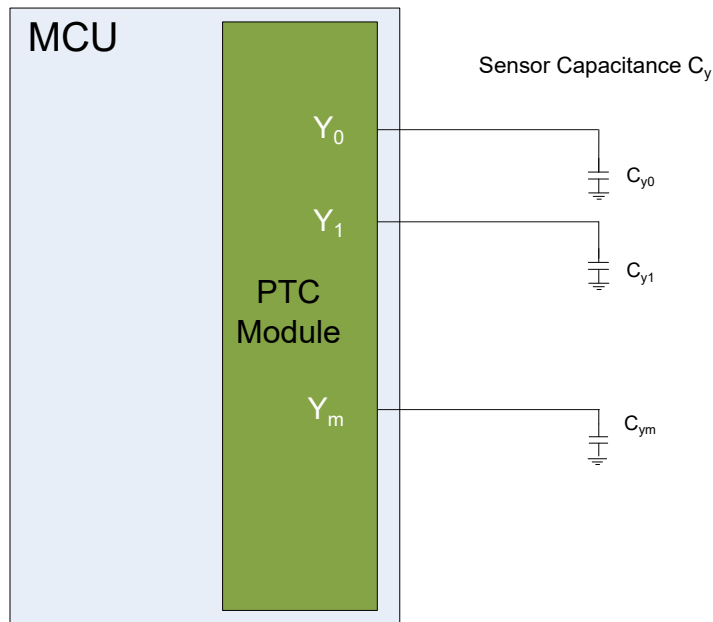 MCU
Sensor Capacitance Cy
Y0
Cy0
Y1
Cy1
PTC
Module
Ym
Cym